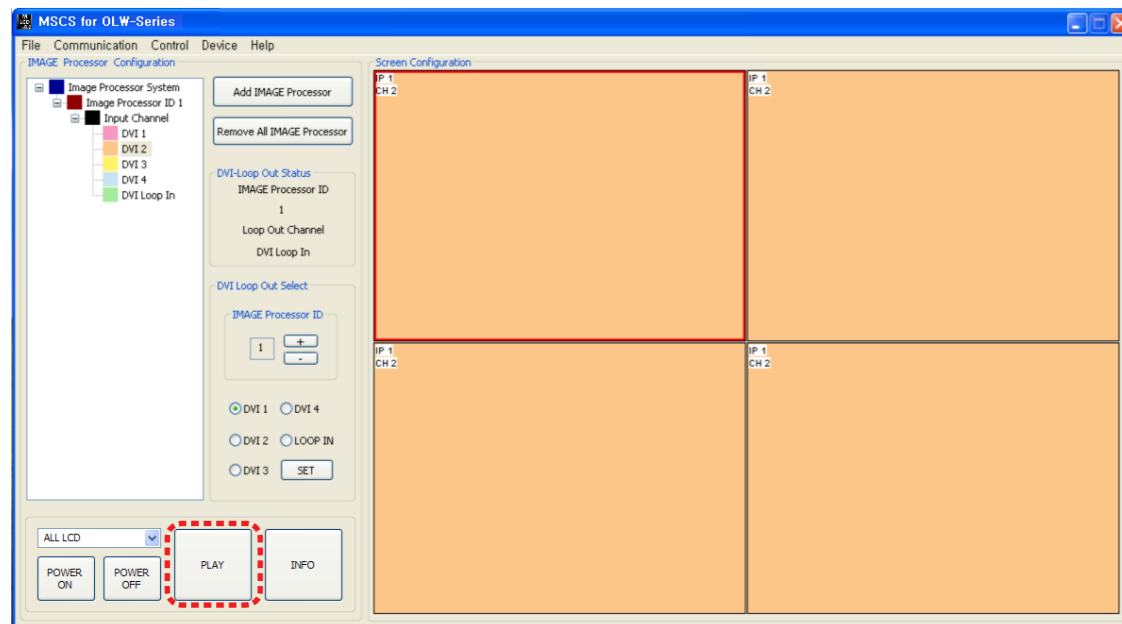 MSCS for OLW-Series
File Communication Control Device Help
IMAGE Processor Configuration
Image Processor System
Image Processor ID 1
Input Channel
DVI 1
DVI 2
DVI 3
DVI 4
DVI Loop In
Add IMAGE Processor
Remove All IMAGE Processor
DVI-Loop Out Status
IMAGE Processor ID
1
Loop Out Channel
DVI Loop In
DVI Loop Out Select
IMAGE Processor ID
1
+
-
DVI 1 DVI 4
DVI 2 LOOP IN
DVI 3 SET
ALL LCD
POWER
ON
POWER
OFF
PLAY
INFO
Screen Configuration
IP 1
CH 2
IP 1
CH 2
IP 1
CH 2
IP 1
CH 2